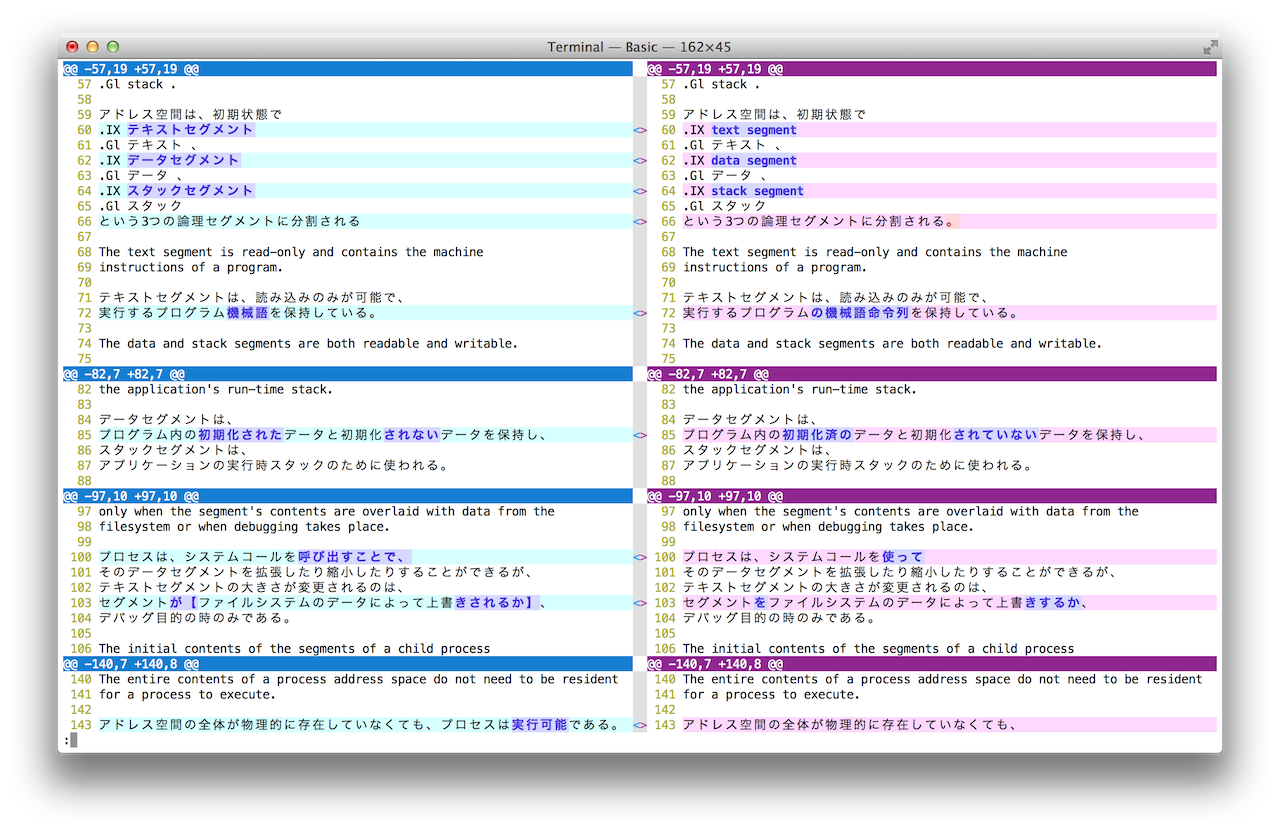 Terminal — Basic — 162×45
@@ -57,19 +57,19 @@
57 .Gl stack .
58
59 アドレス空間は、初期状態で
60 .IX テキストセグメント
61 .Gl テキスト 、
62 .IX データセグメント
63 .Gl データ 、
64 .IX スタックセグメント
65 .Gl スタック
66 という3つの論理セグメントに分割される
67
68 The text segment is read-only and contains the machine
69 instructions of a program.
70
71 テキストセグメントは、読み込みのみが可能で、
72 実行するプログラム機械語を保持している。
73
74 The data and stack segments are both readable and writable.
75
@@ -82,7 +82,7 @@
82 the application's run-time stack.
83
84 データセグメントは、
85 プログラム内の初期化されたデータと初期化されないデータを保持し、
86 スタックセグメントは、
87 アプリケーションの実行時スタックのために使われる。
88
@@ -97,10 +97,10 @@
97 only when the segment's contents are overlaid with data from the
98 filesystem or when debugging takes place.
99
100 プロセスは、システムコールを呼び出すことで、
101 そのデータセグメントを拡張したり縮小したりすることができるが、
102 テキストセグメントの大きさが変更されるのは、
103 セグメントが【ファイルシステムのデータによって上書きされるか】、
104 デバッグ目的の時のみである。
105
106 The initial contents of the segments of a child process
@@ -140,7 +140,8 @@
140 The entire contents of a process address space do not need to be resident
141 for a process to execute.
142
143 アドレス空間の全体が物理的に存在していなくても、プロセスは実行可能である。
:
<>
<>
<>
<>
<>
<>
<>
<>
<>
@@ -57,19 +57,19 @@
57 .Gl stack .
58
59 アドレス空間は、初期状態で
60 .IX text segment
61 .Gl テキスト 、
62 .IX data segment
63 .Gl データ 、
64 .IX stack segment
65 .Gl スタック
66 という3つの論理セグメントに分割される。
67
68 The text segment is read-only and contains the machine
69 instructions of a program.
70
71 テキストセグメントは、読み込みのみが可能で、
72 実行するプログラムの機械語命令列を保持している。
73
74 The data and stack segments are both readable and writable.
75
@@ -82,7 +82,7 @@
82 the application's run-time stack.
83
84 データセグメントは、
85 プログラム内の初期化済のデータと初期化されていないデータを保持し、
86 スタックセグメントは、
87 アプリケーションの実行時スタックのために使われる。
88
@@ -97,10 +97,10 @@
97 only when the segment's contents are overlaid with data from the
98 filesystem or when debugging takes place.
99
100 プロセスは、システムコールを使って
101 そのデータセグメントを拡張したり縮小したりすることができるが、
102 テキストセグメントの大きさが変更されるのは、
103 セグメントをファイルシステムのデータによって上書きするか、
104 デバッグ目的の時のみである。
105
106 The initial contents of the segments of a child process
@@ -140,7 +140,8 @@
140 The entire contents of a process address space do not need to be resident
141 for a process to execute.
142
143 アドレス空間の全体が物理的に存在していなくても、